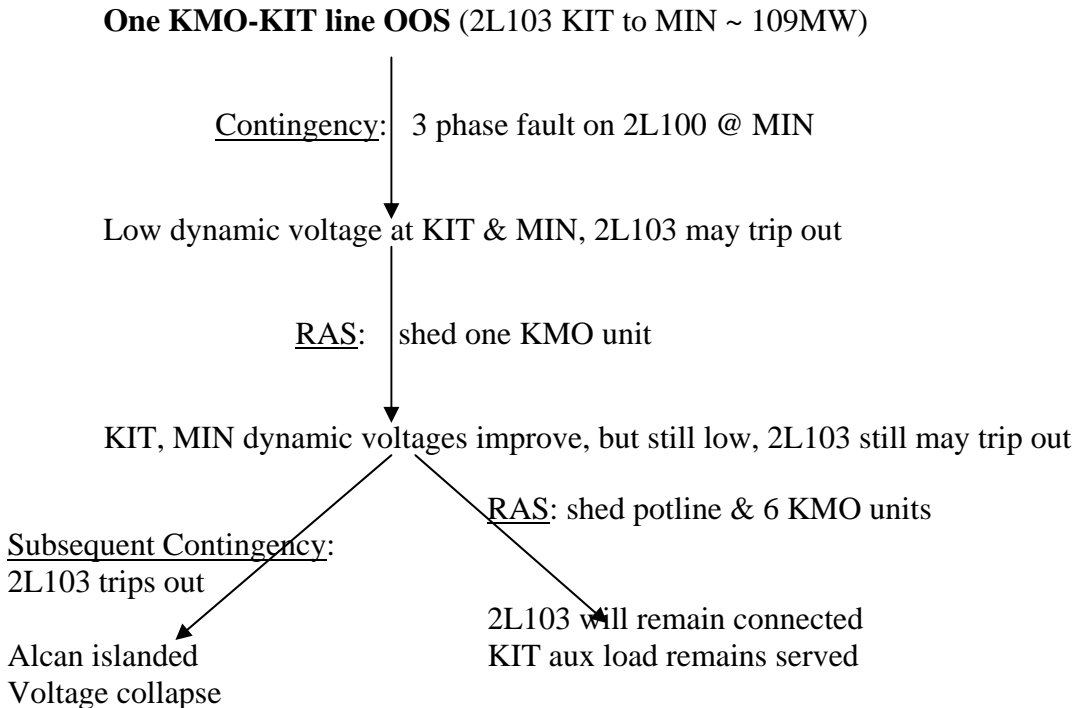 One KMO-KIT line OOS (2L103 KIT to MIN ~ 109MW)
Contingency: 3 phase fault on 2L100 @ MIN
Low dynamic voltage at KIT & MIN, 2L103 may trip out
RAS: shed one KMO unit
KIT, MIN dynamic voltages improve, but still low, 2L103 still may trip out
RAS: shed potline & 6 KMO units
Subsequent Contingency:
2L103 trips out
2L103 will remain connected
KIT aux load remains served
Alcan islanded
Voltage collapse